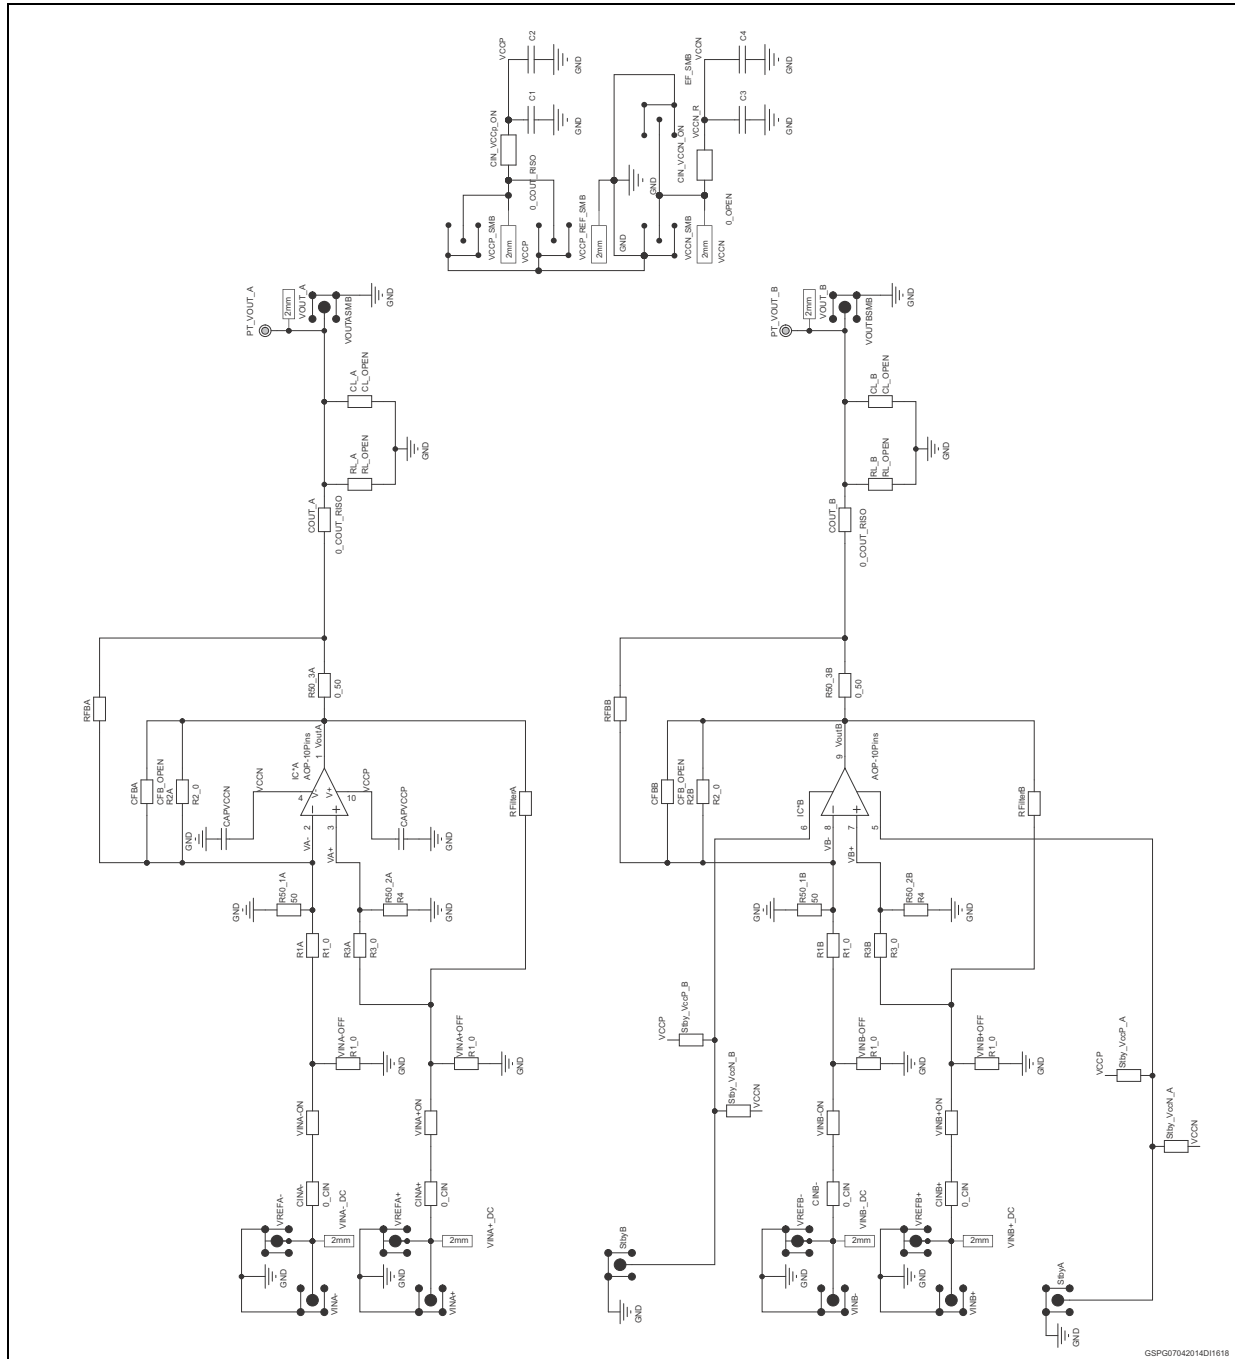 VCCP
C2
GND
CIN_VCCp_ON
C1
GND
0_COUT_RISO
VCCP_SMB
2mm
VCCP
VCCP_REF_SMB
2mm
GND
GND
EF_SMB
VCCN
C4
GND
VCCN_R
C3
GND
CIN_VCCN_ON
0_OPEN
VCCN_SMB
2mm
VCCN
PT_VOUT_A
2mm
VOUT_A
VOUTASMB
GND
CL_A
CL_OPEN
RL_A
RL_OPEN
GND
COUT_A
0_COUT_RISO
RFBA
R50_3A
0_50
CFBA
CFB_OPEN
R2A
R2_0
VCCN
GND
CAPVCCN
IC*A
AOP-10Pins
VoutA
1
4
V-
V+
10
VCCP
CAPVCCP
GND
2
3
VA-
VA+
RFilterA
GND
R50_1A
50
R50_2A
R4
GND
R1A
R1_0
R3A
R3_0
VINA-OFF
R1_0
GND
VINA+OFF
R1_0
GND
VINA-ON
VINA+ON
CINA-
0_CIN
CINA+
0_CIN
VREFA-
2mm
VINA-_DC
VREFA+
2mm
VINA+_DC
GND
GND
VINA-
VINA+
PT_VOUT_B
2mm
VOUT_B
VOUTBSMB
GND
CL_B
CL_OPEN
RL_B
RL_OPEN
GND
COUT_B
0_COUT_RISO
RFBB
R50_3B
0_50
CFBB
CFB_OPEN
R2B
R2_0
IC*B
AOP-10Pins
VoutB
9
6
8
7
5
VB-
VB+
RFilterB
GND
R50_1B
50
R50_2B
R4
GND
R1B
R1_0
R3B
R3_0
VCCP
Stby_VccP_B
Stby_VccN_B
VCCN
VINB-OFF
R1_0
GND
VINB+OFF
R1_0
GND
VCCP
Stby_VccP_A
Stby_VccN_A
VCCN
VINB-ON
VINB+ON
CINB-
0_CIN
CINB+
0_CIN
StbyB
GND
VREFB-
2mm
VINB-_DC
VREFB+
2mm
VINB+_DC
GND
GND
VINB-
VINB+
StbyA
GND
GSPG07042014DI1618